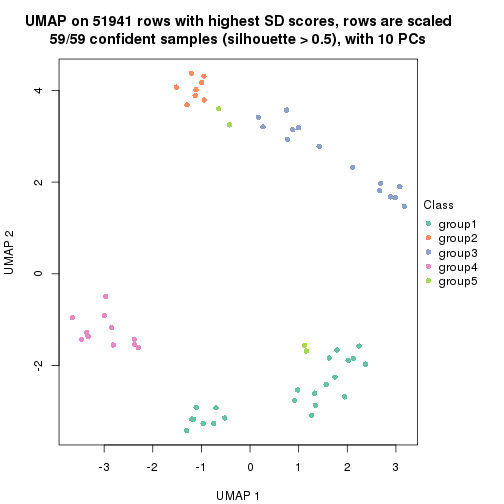 UMAP on 51941 rows with highest SD scores, rows are scaled
59/59 confident samples (silhouette > 0.5), with 10 PCs
4
2
0
-2
UMAP 2
-3 -2 -1 0 1 2 3
UMAP 1
Class
group1
group2
group3
group4
group5